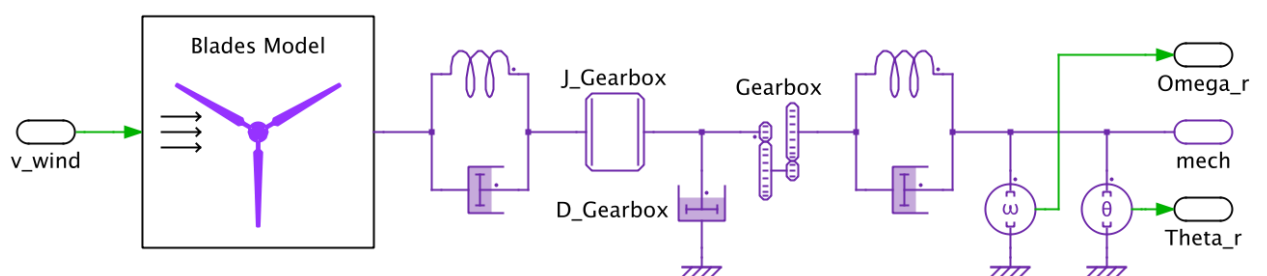 Blades Model
v_wind
J_Gearbox
D_Gearbox
Gearbox
ω
θ
Omega_r
mech
Theta_r